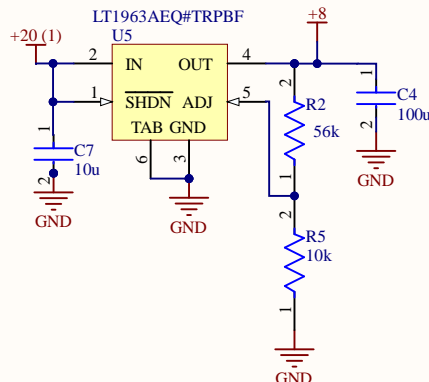 LT1963AEQ#TRPBF
U5
+20 (1)
+8
2 IN OUT 4
1 SHDN ADJ 5
TAB GND
6 3
1
C7
10u
2
GND
GND
2
R2
56k
1
1
C4
100u
2
GND
2
R5
10k
1
GND